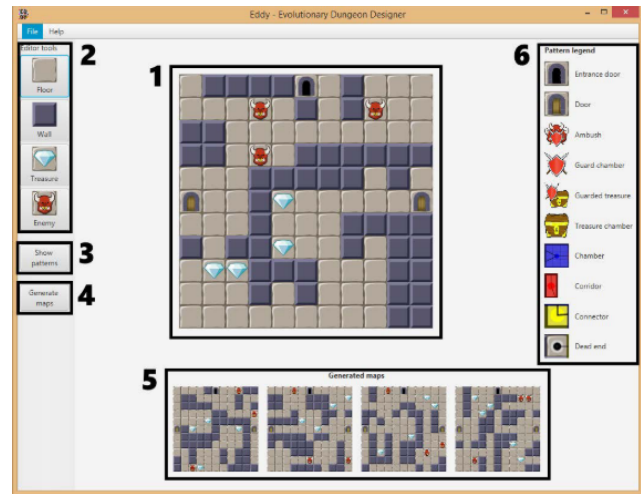 Eddy - Evolutionary Dungeon Designer
File Help
Editor tools
2
Floor
Wall
Treasure
Enemy
Show
patterns
3
Generate
maps
4
1
5
Generated maps
6
Pattern legend
Entrance door
Door
Ambush
Guard chamber
Guarded treasure
Treasure chamber
Chamber
Corridor
Connector
Dead end